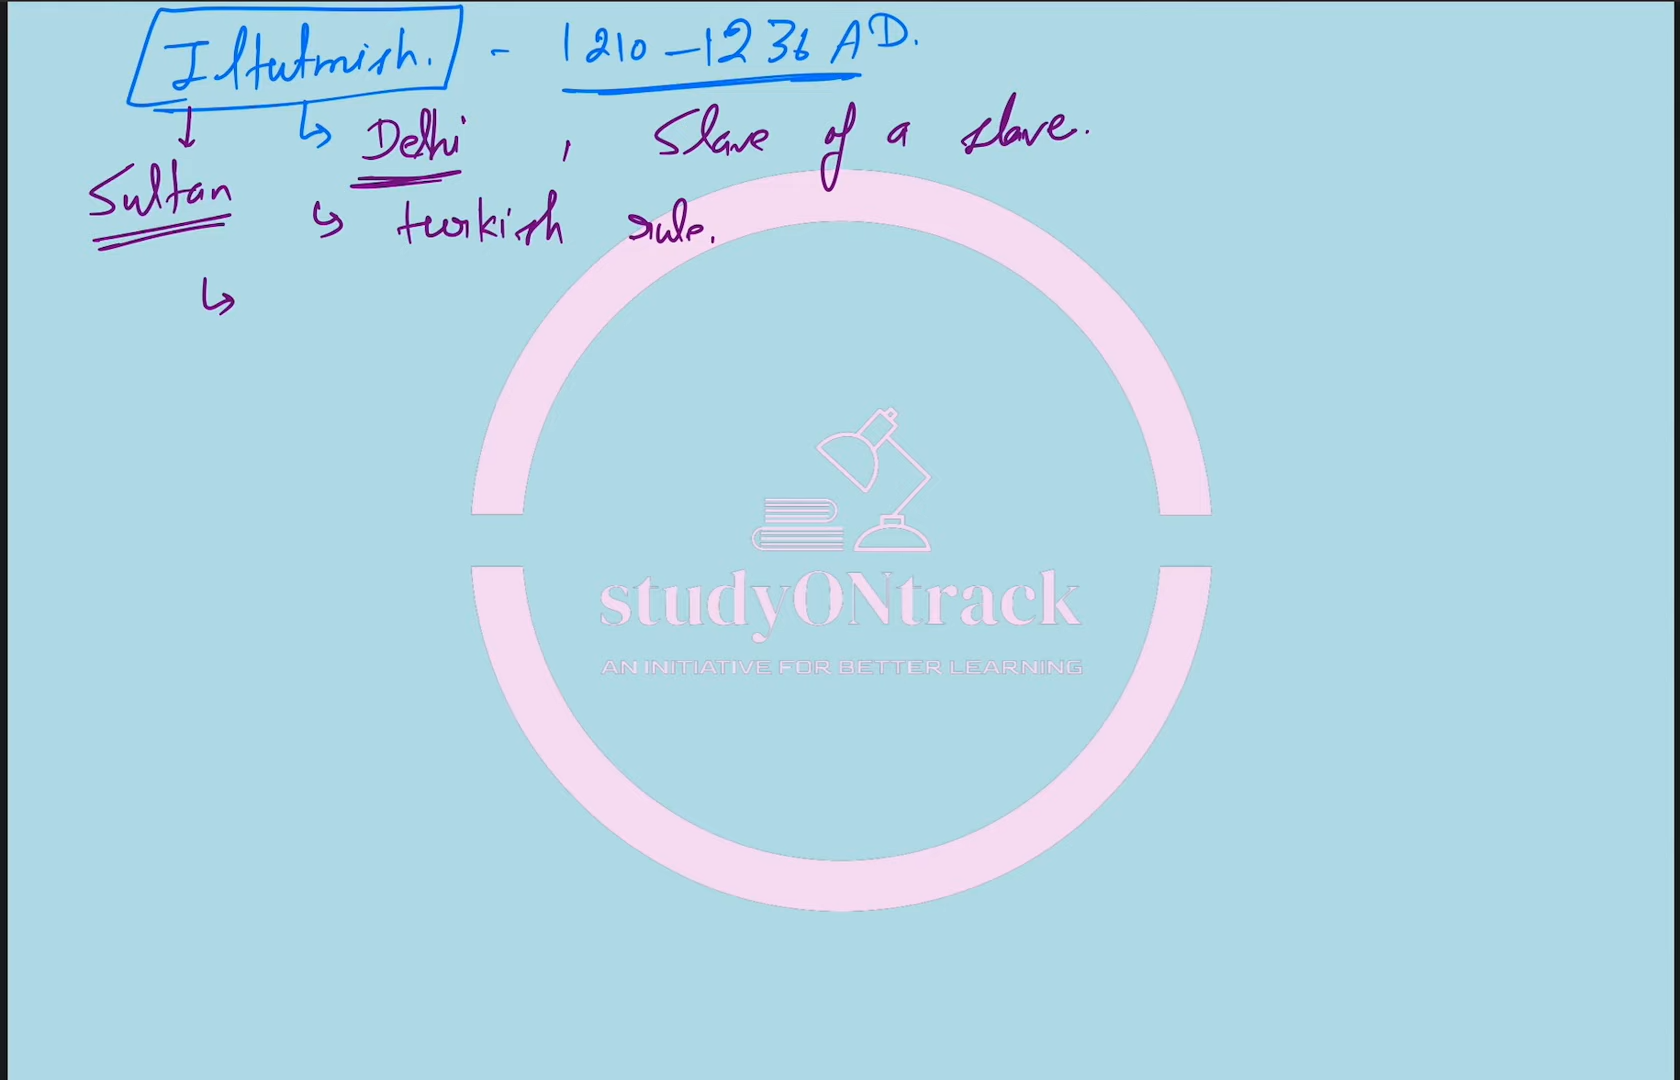 Iltutmish. - 1210-1236 AD.
Delhi, Slave of a slave.
Sultan
turkish rule.
studyONtrack
AN INITIATIVE FOR BETTER LEARNING